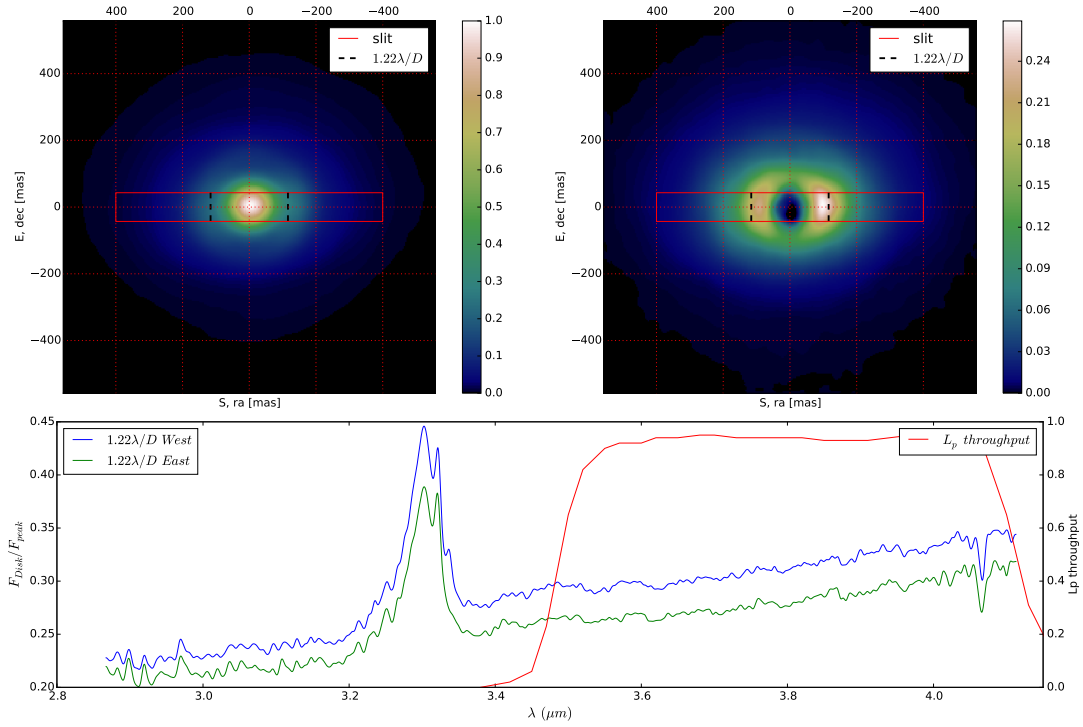 400 200 0 −200 −400
slit
1.22λ/D
400
200
0
−200
−400
E, dec [mas]
S, ra [mas]
1.0
0.9
0.8
0.7
0.6
0.5
0.4
0.3
0.2
0.1
0.0
400 200 0 −200 −400
slit
1.22λ/D
400
200
0
−200
−400
E, dec [mas]
S, ra [mas]
0.24
0.21
0.18
0.15
0.12
0.09
0.06
0.03
0.00
1.22λ/D West
1.22λ/D East
L_p throughput
0.45
0.40
0.35
0.30
0.25
0.20
F_Disk/F_peak
1.0
0.8
0.6
0.4
0.2
0.0
Lp throughput
2.8 3.0 3.2 3.4 3.6 3.8 4.0
λ (μm)